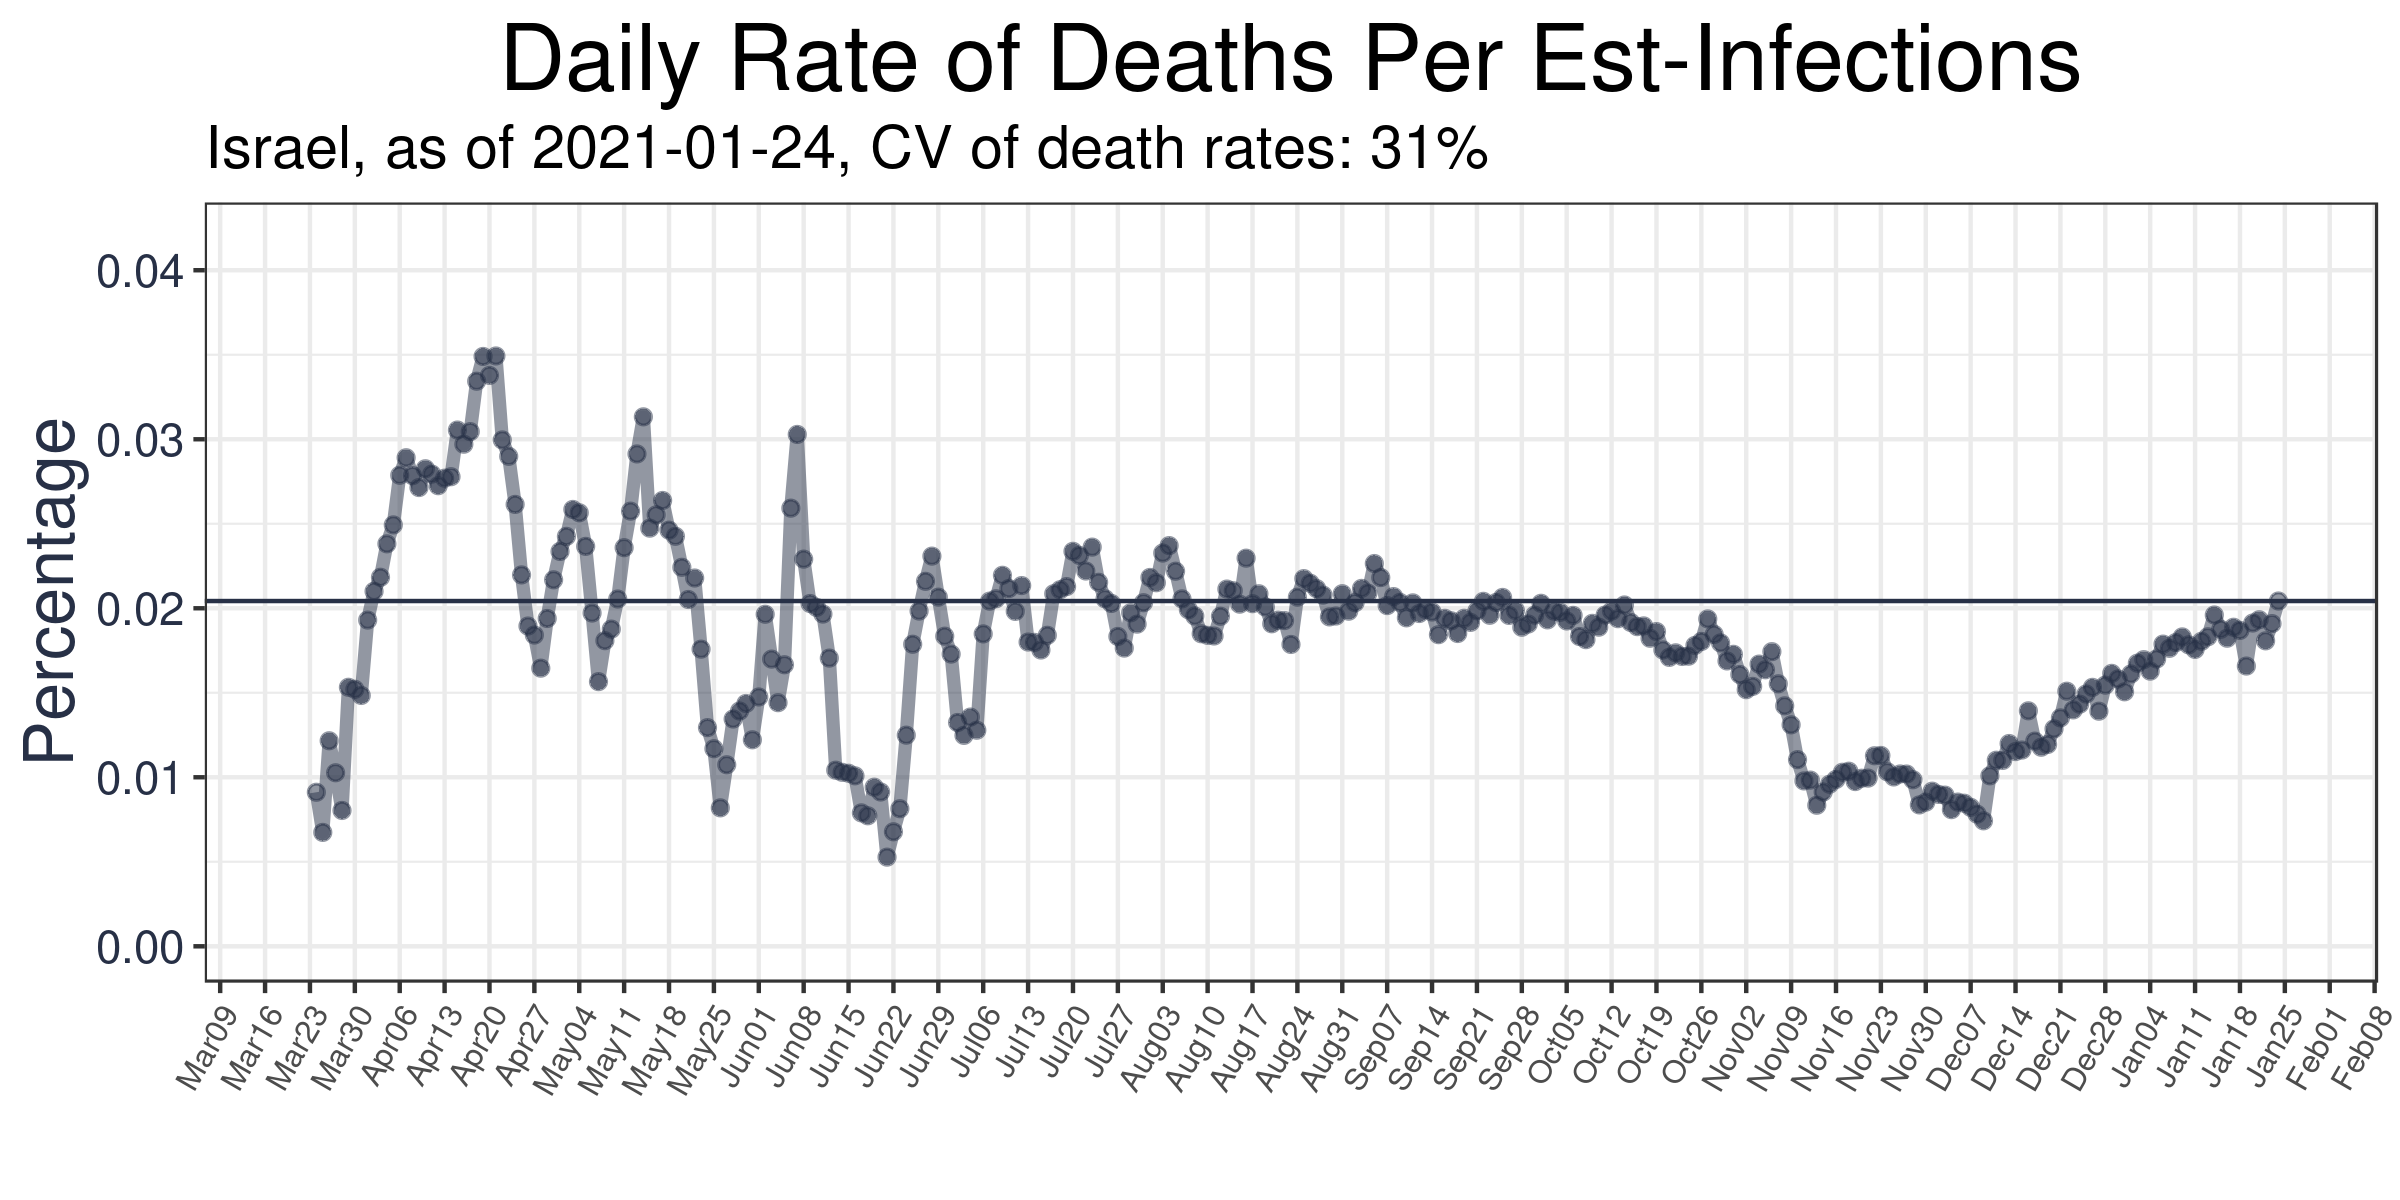 Daily Rate of Deaths Per Est-Infections
Israel, as of 2021-01-24, CV of death rates: 31%
Percentage
0.04
0.03
0.02
0.01
0.00
Mar09 Mar16 Mar23 Mar30 Apr06 Apr13 Apr20 Apr27 May04 May11 May18 May25 Jun01 Jun08 Jun15 Jun22 Jun29 Jul06 Jul13 Jul20 Jul27 Aug03 Aug10 Aug17 Aug24 Aug31 Sep07 Sep14 Sep21 Sep28 Oct05 Oct12 Oct19 Oct26 Nov02 Nov09 Nov16 Nov23 Nov30 Dec07 Dec14 Dec21 Dec28 Jan04 Jan11 Jan18 Jan25 Feb01 Feb08